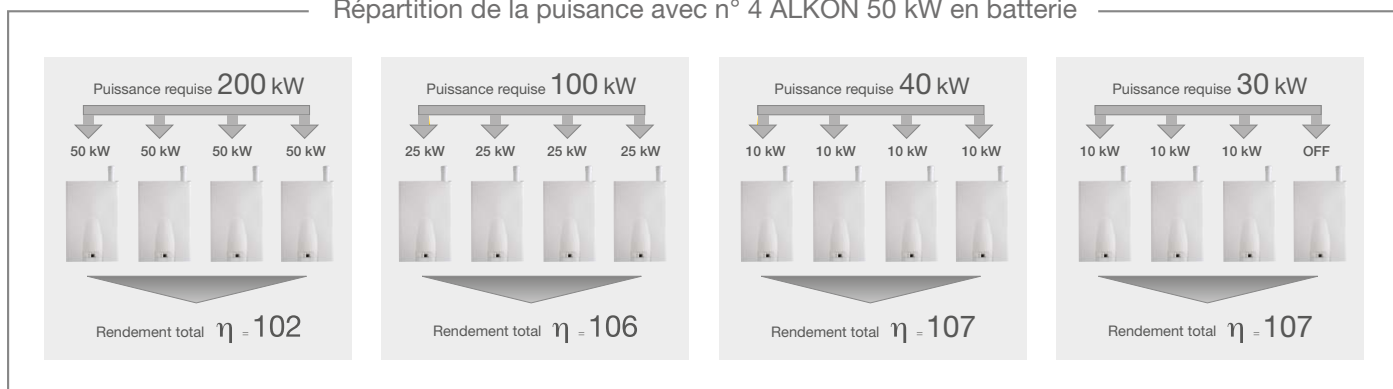 Répartition de la puisance avec n° 4 ALKON 50 kW en batterie
Puissance requise 200 kW
50 kW 50 kW 50 kW 50 kW
Rendement total η = 102
Puissance requise 100 kW
25 kW 25 kW 25 kW 25 kW
Rendement total η = 106
Puissance requise 40 kW
10 kW 10 kW 10 kW 10 kW
Rendement total η = 107
Puissance requise 30 kW
10 kW 10 kW 10 kW OFF
Rendement total η = 107